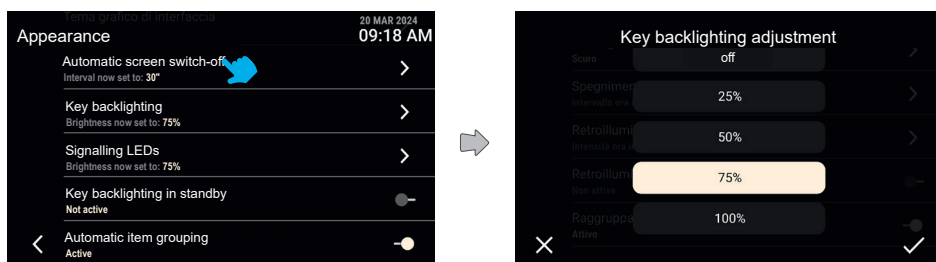 Tema grafico di interfaccia
20 MAR 2024
Appearance
09:18 AM
Automatic screen switch-off
Interval now set to: 30"
Key backlighting
Brightness now set to: 75%
Signalling LEDs
Brightness now set to: 75%
Key backlighting in standby
Not active
Automatic item grouping
Active
Key backlighting adjustment
Scuro
off
Spegnimen
Intervallo ora
25%
Retroillumi
Intensità ora i
50%
Retroillum
Non attiva
75%
Raggruppa
Attivo
100%